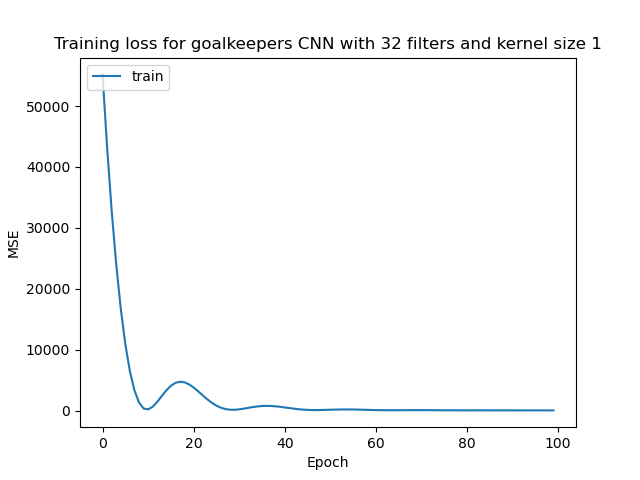 Training loss for goalkeepers CNN with 32 filters and kernel size 1
train
50000
40000
30000
20000
10000
0
MSE
0 20 40 60 80 100
Epoch